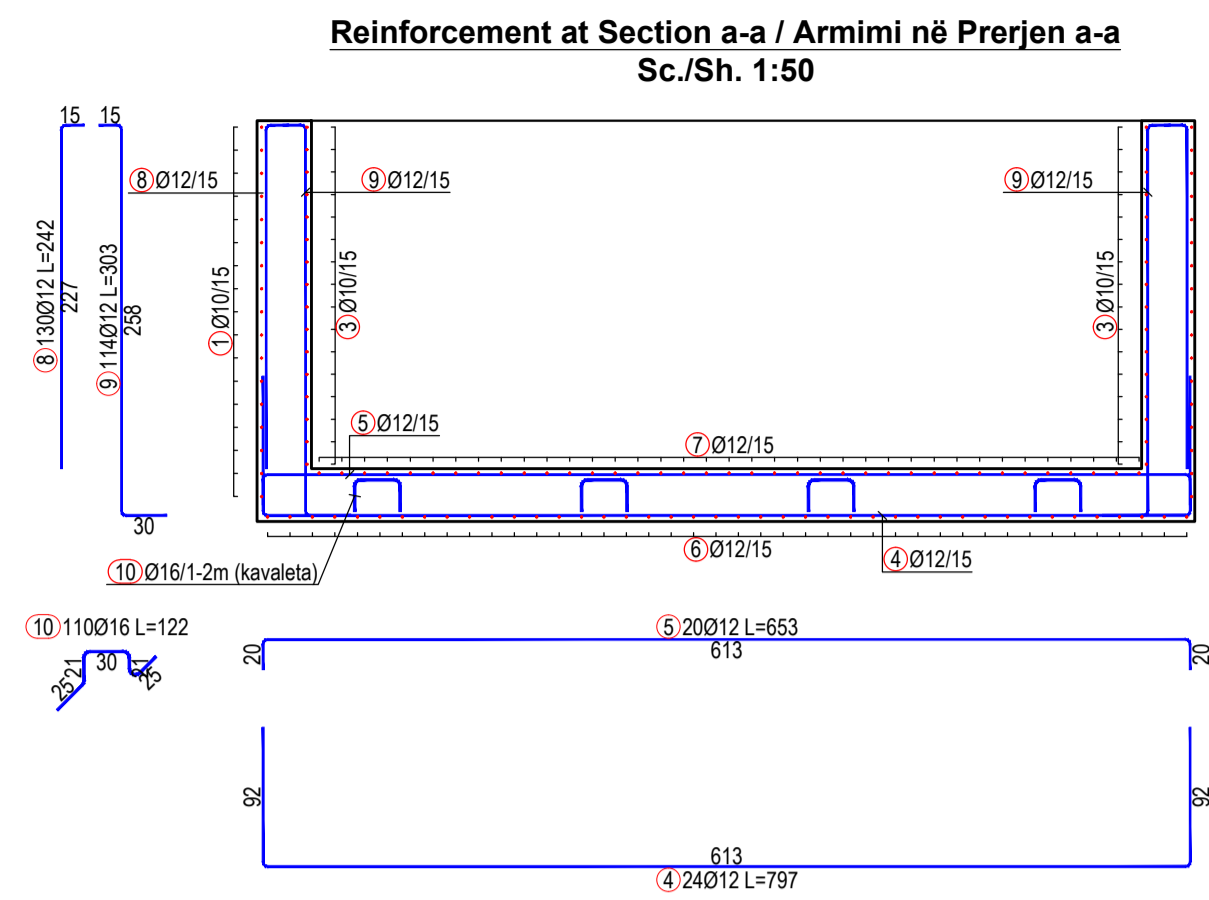 Reinforcement at Section a-a / Armimi në Prerjen a-a
Sc./Sh. 1:50
15
15
8 Ø12/15
9 Ø12/15
9 Ø12/15
8 130Ø12 L=242
227
9 114Ø12 L=303
258
1 Ø10/15
3 Ø10/15
3 Ø10/15
5 Ø12/15
7 Ø12/15
30
6 Ø12/15
4 Ø12/15
10 Ø16/1-2m (kavaleta)
10 110Ø16 L=122
25
21
30
21
25
5 20Ø12 L=653
613
20
20
92
92
613
4 24Ø12 L=797